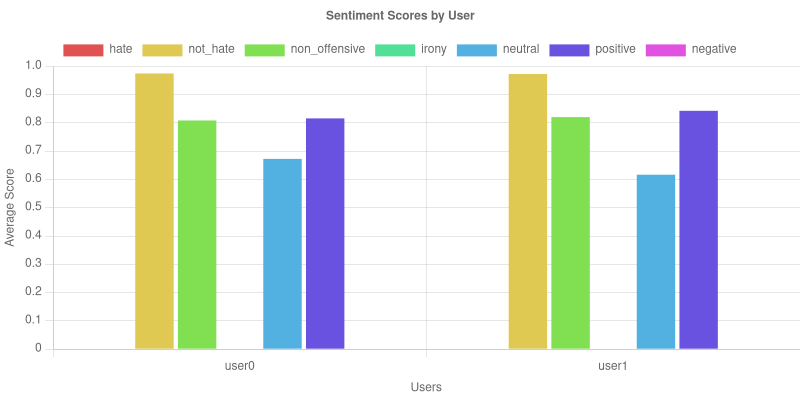 Sentiment Scores by User
hate not_hate non_offensive irony neutral positive negative
1.0
0.9
0.8
0.7
0.6
0.5
0.4
0.3
0.2
0.1
0
Average Score
user0 user1
Users